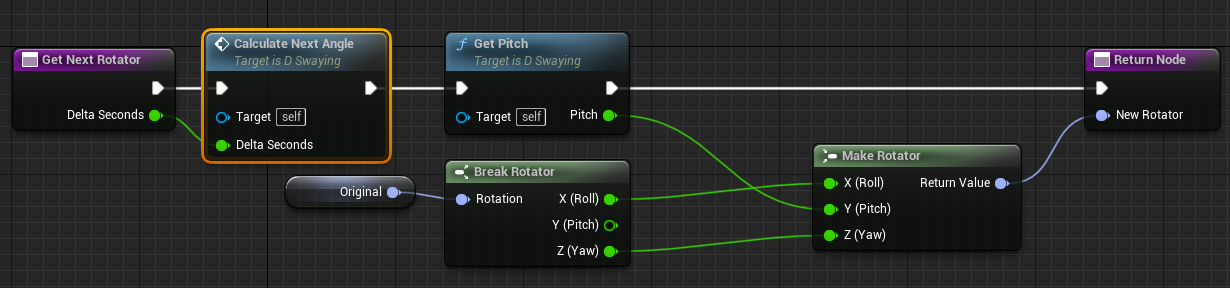 Get Next Rotator
Delta Seconds
Calculate Next Angle
Target is D Swaying
Target self
Delta Seconds
Get Pitch
Target is D Swaying
Target self
Pitch
Original
Break Rotator
Rotation
X (Roll)
Y (Pitch)
Z (Yaw)
Make Rotator
X (Roll)
Return Value
Y (Pitch)
Z (Yaw)
Return Node
New Rotator